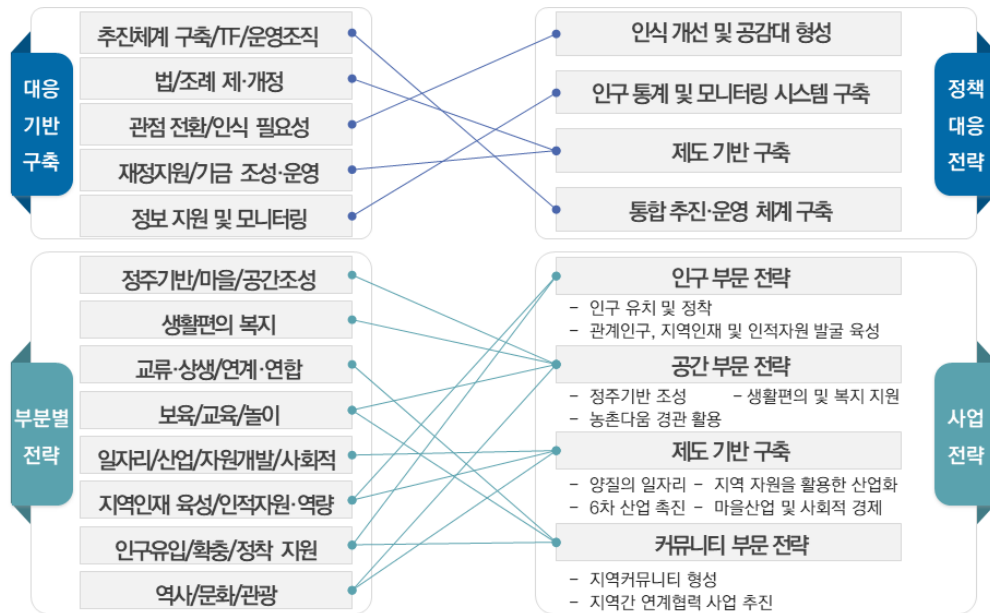 대응
기반
구축
추진체계 구축/TF/운영조직
법/조례 제·개정
관점 전환/인식 필요성
재정지원/기금 조성·운영
정보 지원 및 모니터링
인식 개선 및 공감대 형성
인구 통계 및 모니터링 시스템 구축
제도 기반 구축
통합 추진·운영 체계 구축
정책
대응
전략
부분별
전략
정주기반/마을/공간조성
생활편의 복지
교류·상생/연계·연합
보육/교육/놀이
일자리/산업/자원개발/사회적
지역인재 육성/인적자원·역량
인구유입/확충/정착 지원
역사/문화/관광
인구 부문 전략
- 인구 유치 및 정착
- 관계인구, 지역인재 및 인적자원 발굴 육성
공간 부문 전략
- 정주기반 조성 - 생활편의 및 복지 지원
- 농촌다움 경관 활용
제도 기반 구축
- 양질의 일자리 - 지역 자원을 활용한 산업화
- 6차 산업 촉진 - 마을산업 및 사회적 경제
커뮤니티 부문 전략
- 지역커뮤니티 형성
- 지역간 연계협력 사업 추진
사업
전략